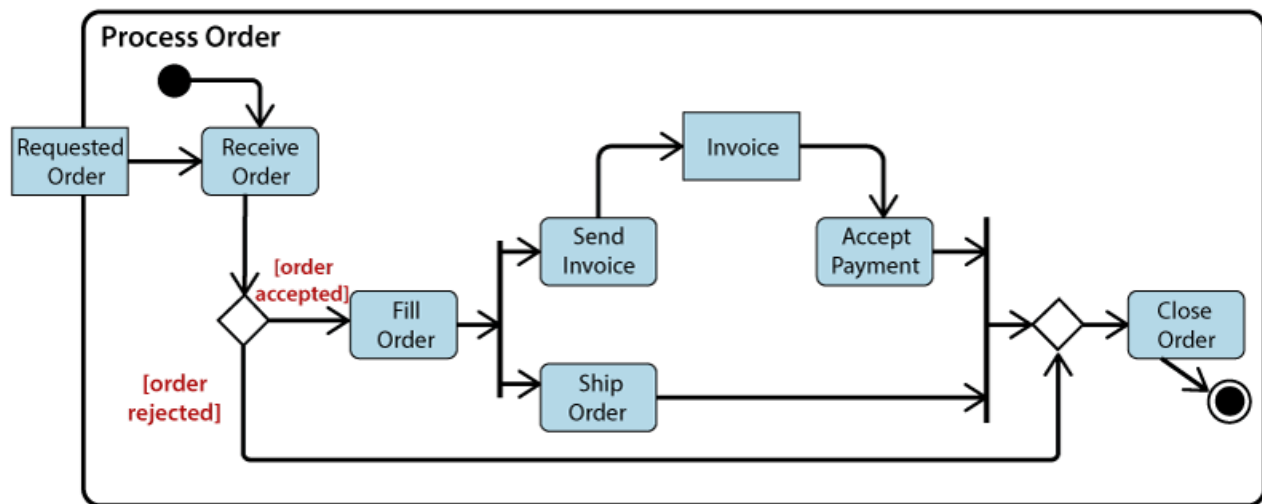 Process Order
Requested
Order
Receive
Order
Invoice
Send
Invoice
Accept
Payment
[order
accepted]
Fill
Order
Close
Order
Ship
Order
[order
rejected]